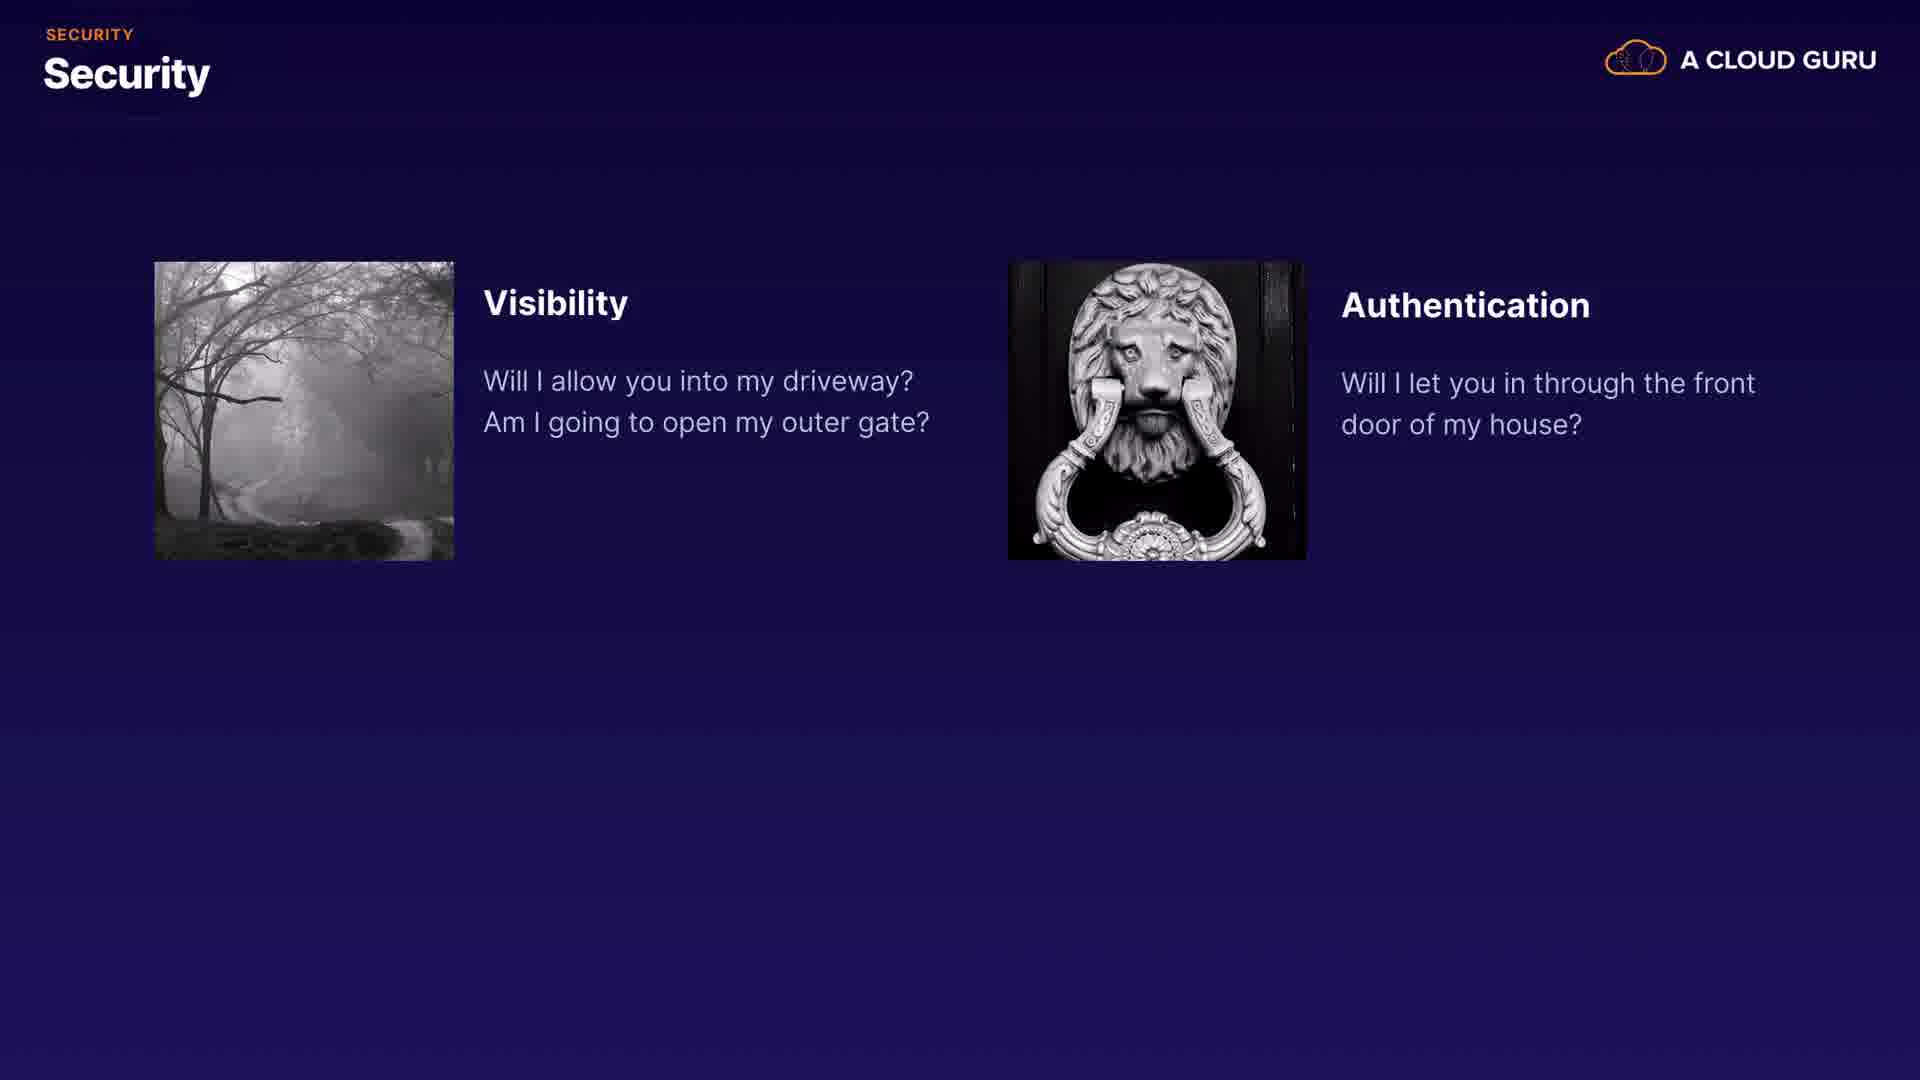 SECURITY
Security
A CLOUD GURU
Visibility
Will I allow you into my driveway?
Am I going to open my outer gate?
Authentication
Will I let you in through the front
door of my house?